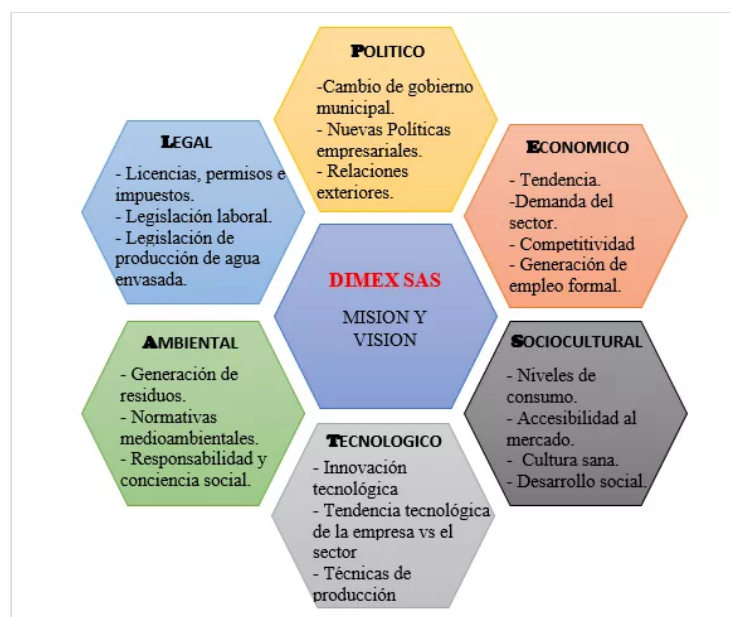 POLITICO
-Cambio de gobierno
municipal.
- Nuevas Políticas
empresariales.
- Relaciones
exteriores.
LEGAL
- Licencias, permisos e
impuestos.
- Legislación laboral.
- Legislación de
producción de agua
envasada.
ECONOMICO
- Tendencia.
-Demanda del
sector.
- Competitividad
- Generación de
empleo formal.
DIMEX SAS
MISION Y
VISION
AMBIENTAL
- Generación de
residuos.
- Normativas
medioambientales.
- Responsabilidad y
conciencia social.
SOCIOCULTURAL
- Niveles de
consumo.
- Accesibilidad al
mercado.
- Cultura sana.
- Desarrollo social.
TECNOLOGICO
- Innovación
tecnológica
- Tendencia tecnológica
de la empresa vs el
sector
- Técnicas de
producción